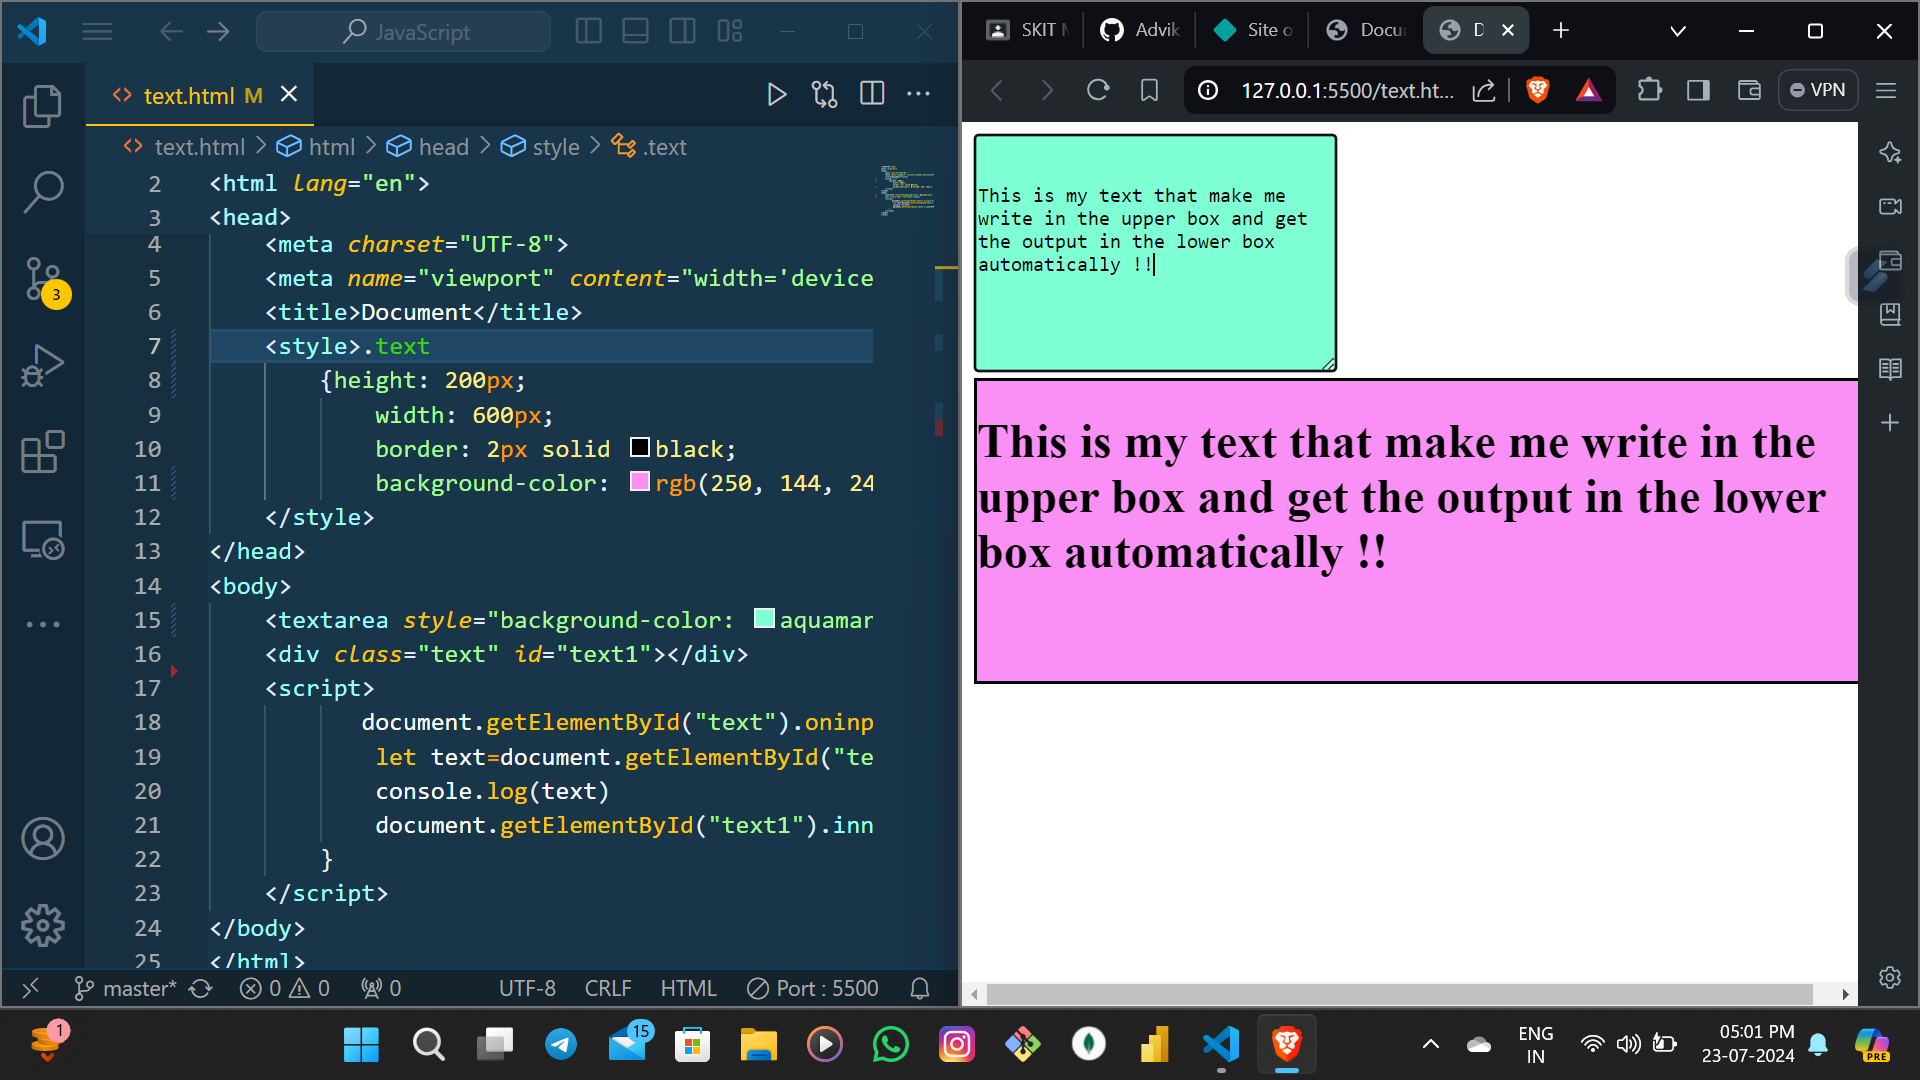 JavaScript
text.html M
text.html > html > head > style > .text
2 <html lang="en">
3 <head>
4 <meta charset="UTF-8">
5 <meta name="viewport" content="width='device
6 <title>Document</title>
7 <style>.text
8 {height: 200px;
9 width: 600px;
10 border: 2px solid black;
11 background-color: rgb(250, 144, 24
12 </style>
13 </head>
14 <body>
15 <textarea style="background-color: aquamar
16 <div class="text" id="text1"></div>
17 <script>
18 document.getElementById("text").oninp
19 let text=document.getElementById("te
20 console.log(text)
21 document.getElementById("text1").inn
22 }
23 </script>
24 </body>
25 </html>
3
master* 0 0 0 UTF-8 CRLF HTML Port : 5500
SKIT Advik Site o Docu D
127.0.0.1:5500/text.ht... VPN
This is my text that make me
write in the upper box and get
the output in the lower box
automatically !!
This is my text that make me write in the
upper box and get the output in the lower
box automatically !!
1
15
ENG
IN
05:01 PM
23-07-2024
PRE